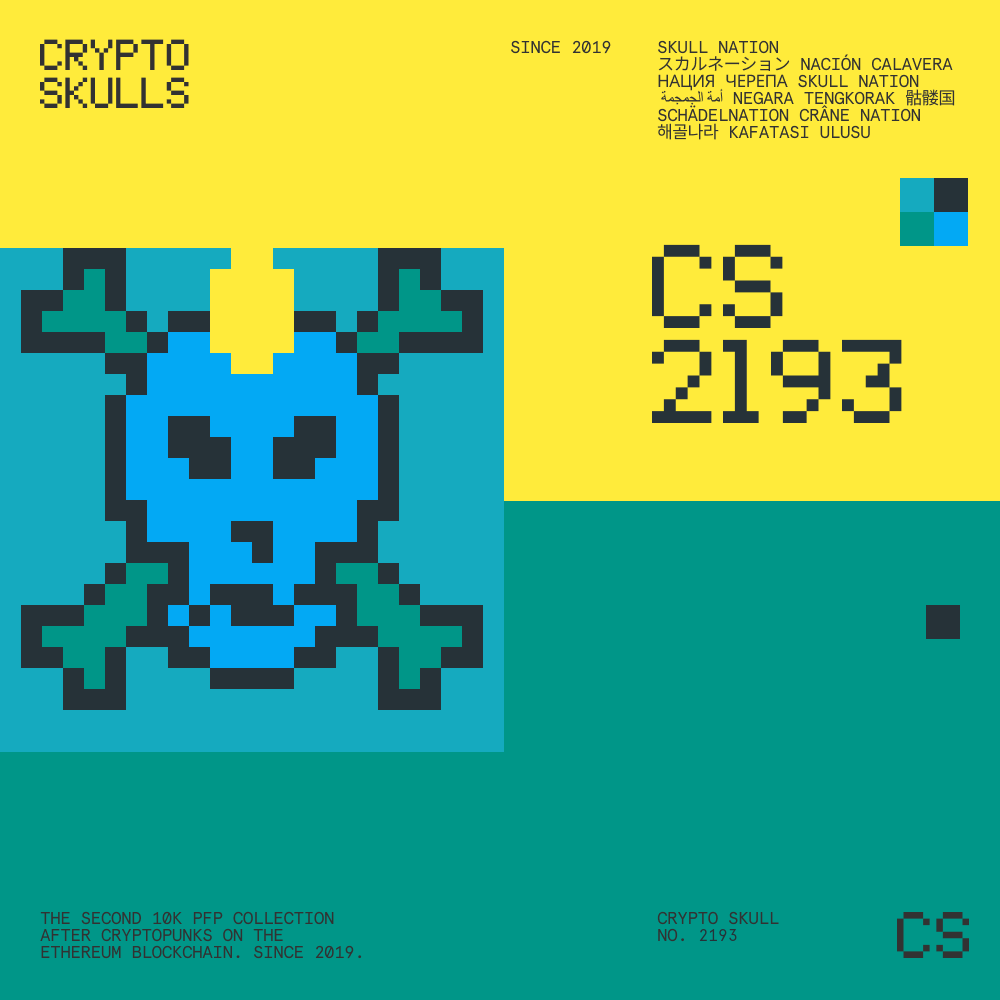 CRYPTO
SKULLS
SINCE 2019
SKULL NATION
スカルネーション NACIÓN CALAVERA
НАЦИЯ ЧЕРЕПА SKULL NATION
أمة الجمجمة NEGARA TENGKORAK 骷髅国
SCHÄDELNATION CRÂNE NATION
해골나라 KAFATASI ULUSU
CS
2193
THE SECOND 10K PFP COLLECTION
AFTER CRYPTOPUNKS ON THE
ETHEREUM BLOCKCHAIN. SINCE 2019.
CRYPTO SKULL
NO. 2193
CS